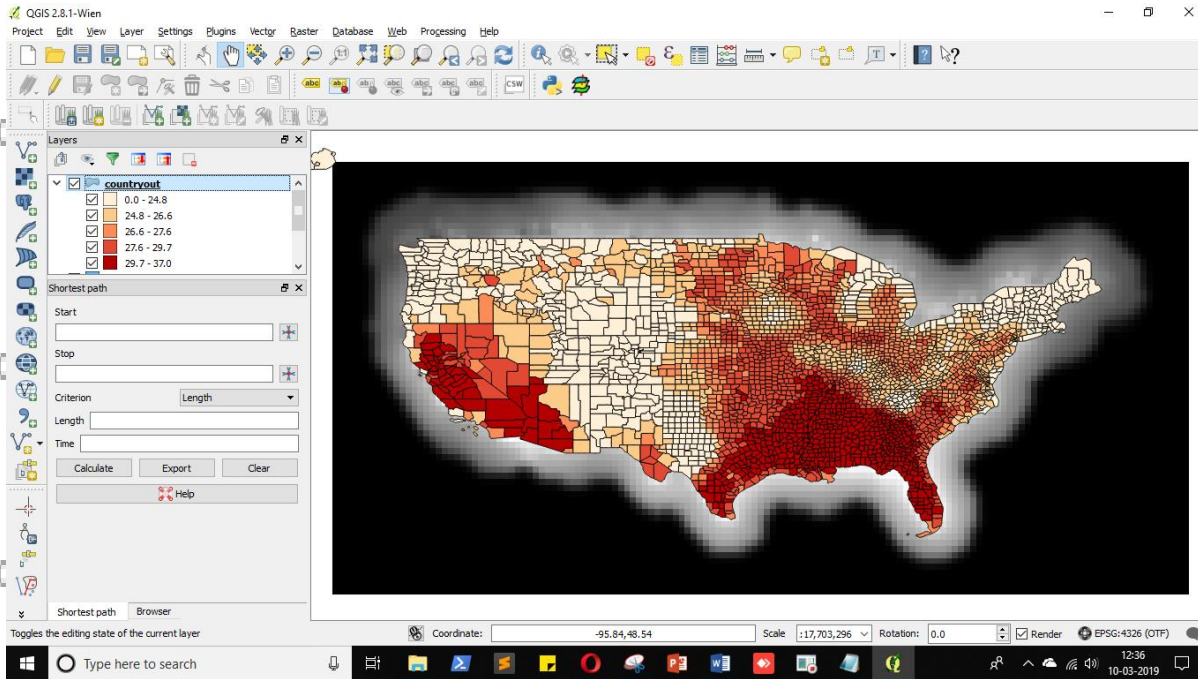 QGIS 2.8.1-Wien
Project Edit View Layer Settings Plugins Vector Raster Database Web Processing Help
abc
CSW
Layers
countryout
0.0 - 24.8
24.8 - 26.6
26.6 - 27.6
27.6 - 29.7
29.7 - 37.0
Shortest path
Start
Stop
Criterion Length
Length
Time
Calculate Export Clear
Help
Shortest path Browser
Toggles the editing state of the current layer Coordinate: -95.84,48.54 Scale :17,703,296 Rotation: 0.0 Render EPSG:4326 (OTF)
Type here to search
12:36
10-03-2019